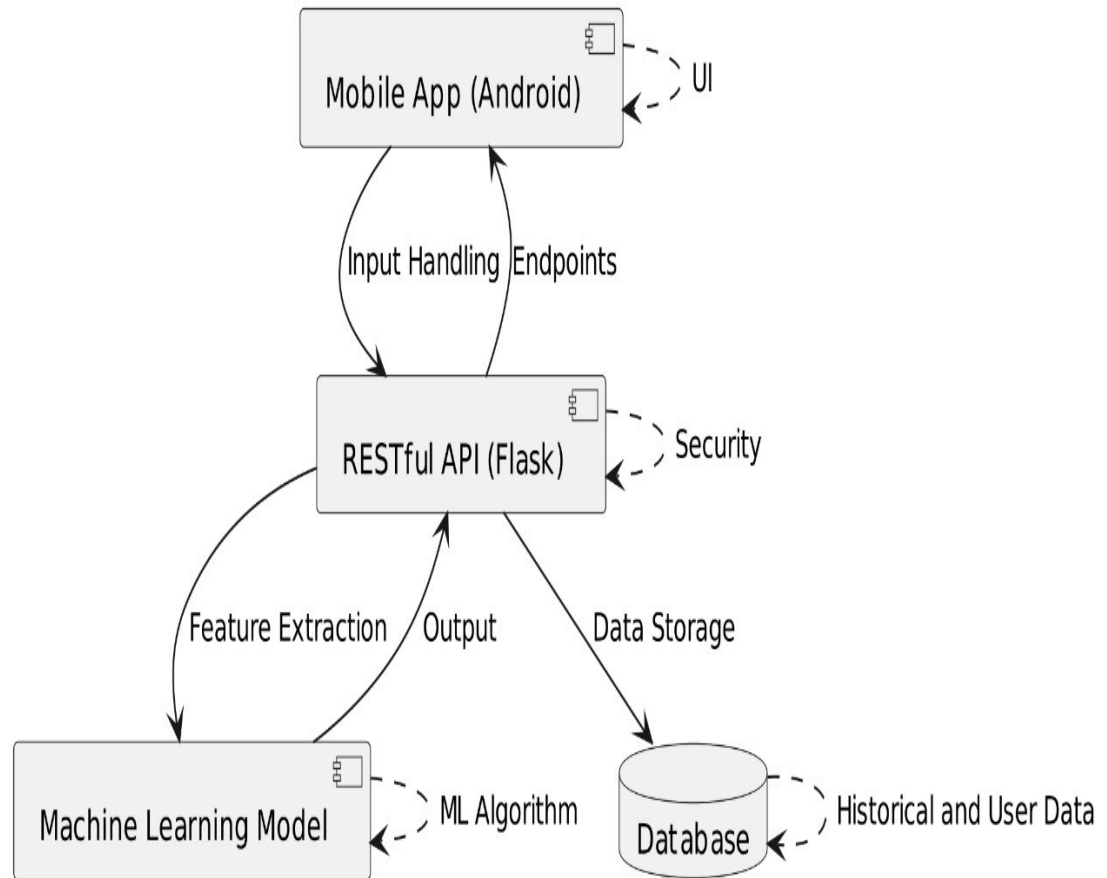 Mobile App (Android)
UI
Input Handling
Endpoints
RESTful API (Flask)
Security
Feature Extraction
Output
Data Storage
Machine Learning Model
ML Algorithm
Database
Historical and User Data